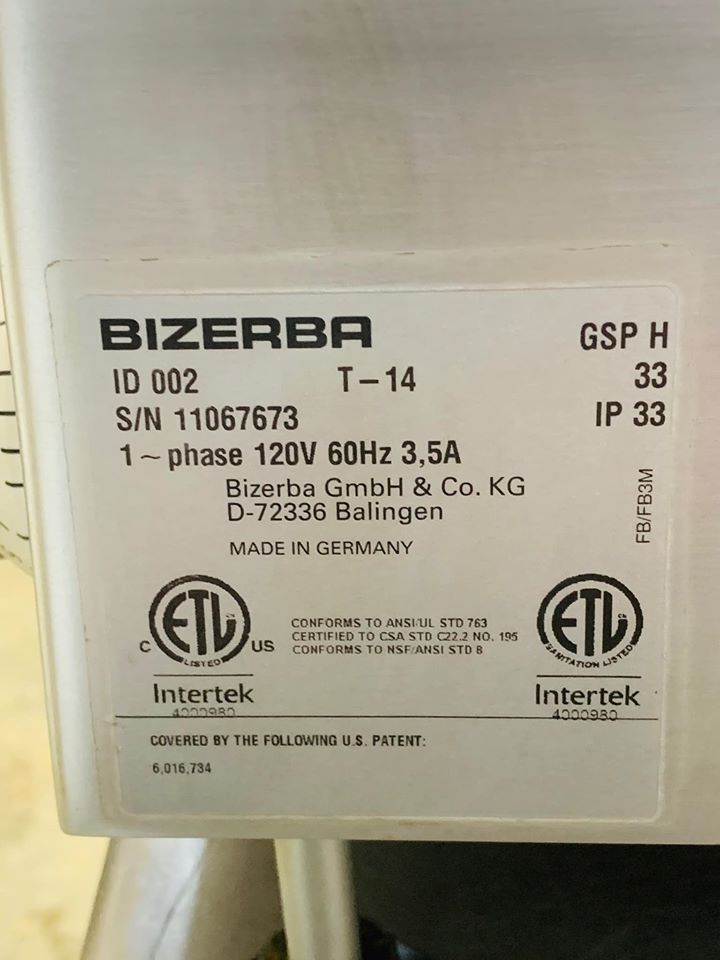 BIZERBA GSP H
ID 002 T-14 33
S/N 11067673 IP 33
1~phase 120V 60Hz 3,5A
Bizerba GmbH & Co. KG
D-72336 Balingen
FB/FB3M
MADE IN GERMANY
C ETL US
LISTED
Intertek
4000980
CONFORMS TO ANSI/UL STD 763
CERTIFIED TO CSA STD C22.2 NO. 195
CONFORMS TO NSF/ANSI STD 8
ETL
SANITATION LISTED
Intertek
4000980
COVERED BY THE FOLLOWING U.S. PATENT:
6,016,734